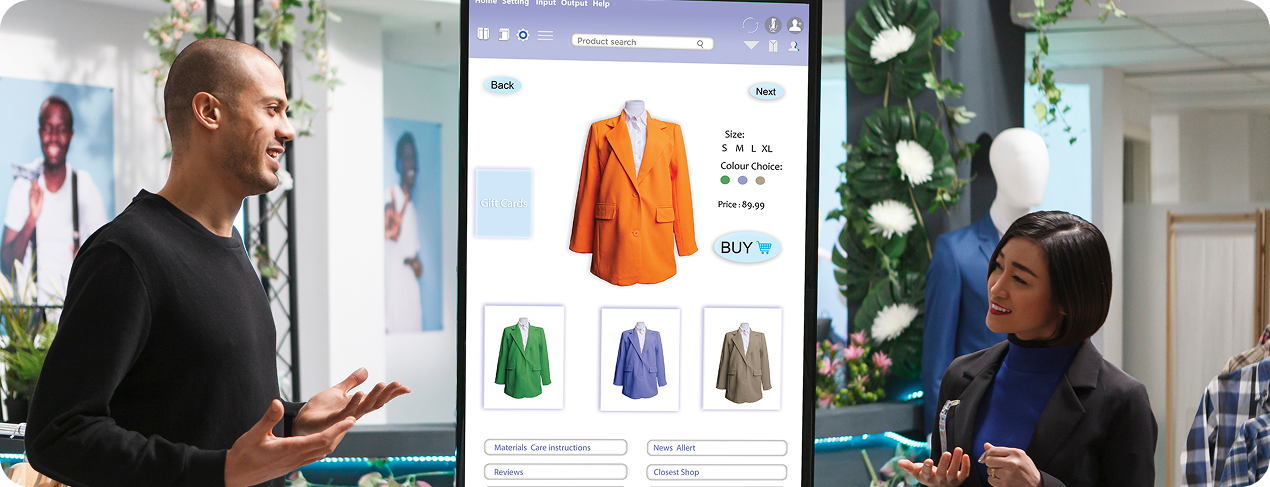 Home Setting Input Output Help
Product search
Back
Next
Size:
S M L XL
Colour Choice:
Gift Cards
Price : 89.99
BUY
Materials Care instructions
News Allert
Reviews
Closest Shop